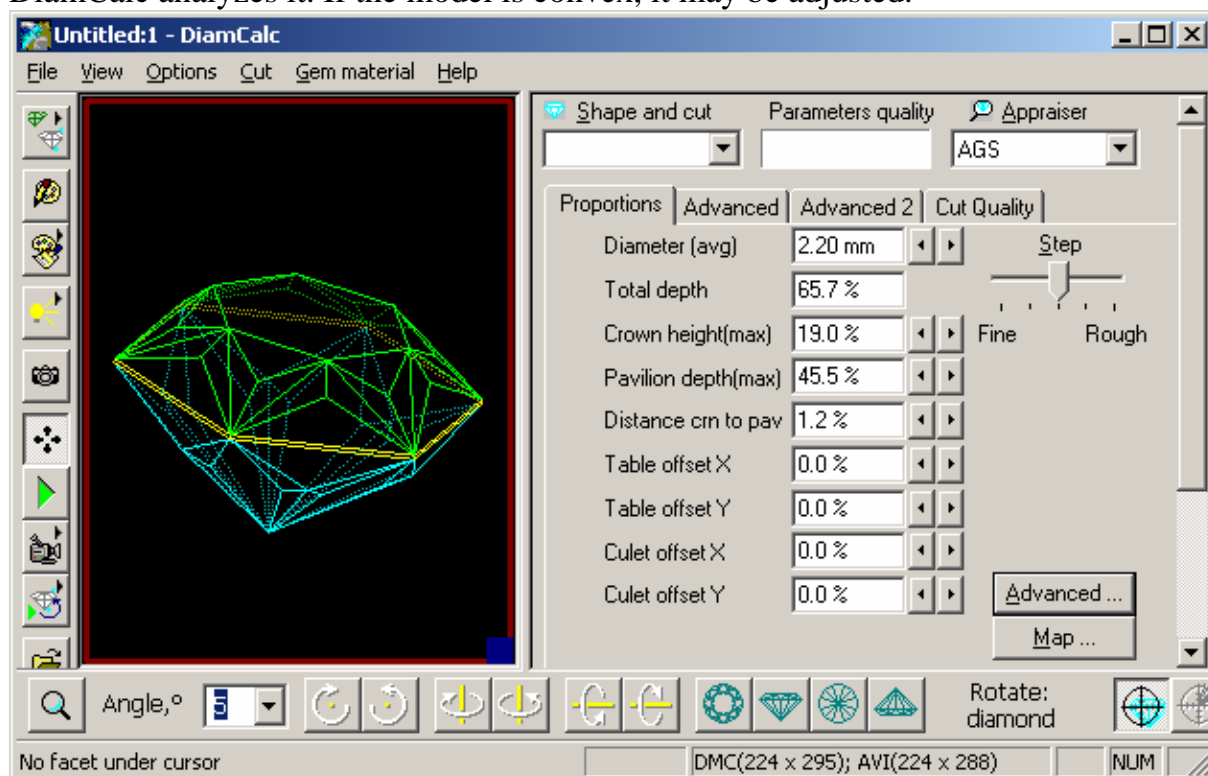 DiamCalc analyzes it. If the model is convex, it may be adjusted.
Untitled:1 - DiamCalc
File View Options Cut Gem material Help
Shape and cut Parameters quality Appraiser
AGS
Proportions Advanced Advanced 2 Cut Quality
Diameter (avg) 2.20 mm Step
Total depth 65.7 %
Crown height(max) 19.0 % Fine Rough
Pavilion depth(max) 45.5 %
Distance crn to pav 1.2 %
Table offset X 0.0 %
Table offset Y 0.0 %
Culet offset X 0.0 %
Culet offset Y 0.0 % Advanced ...
Map ...
Angle,° 5 Rotate:
diamond
No facet under cursor DMC(224 x 295); AVI(224 x 288) NUM